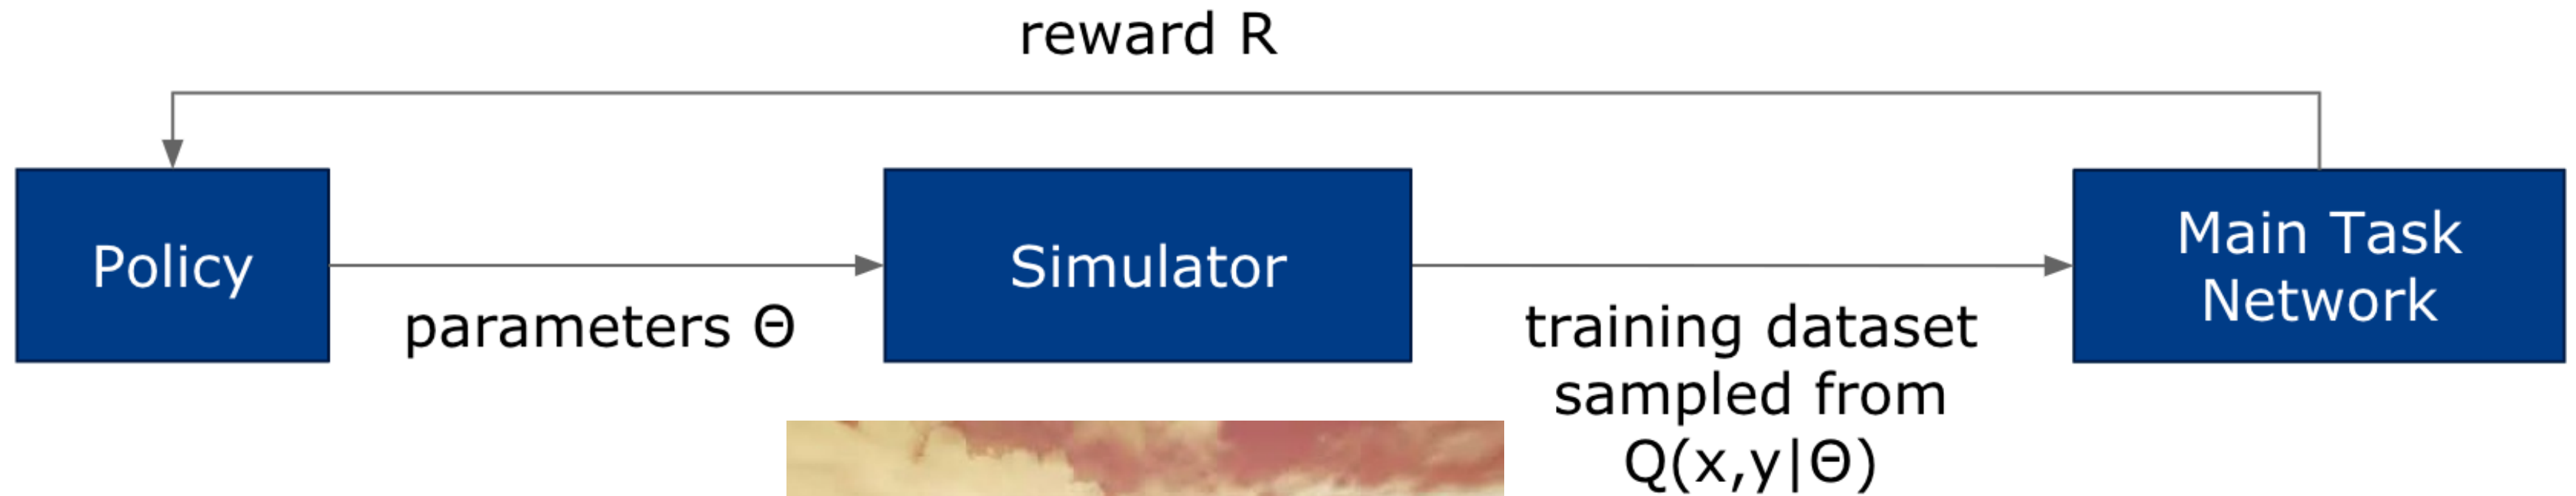 reward R
Policy
parameters Θ
Simulator
training dataset
sampled from
Q(x,y|Θ)
Main Task
Network